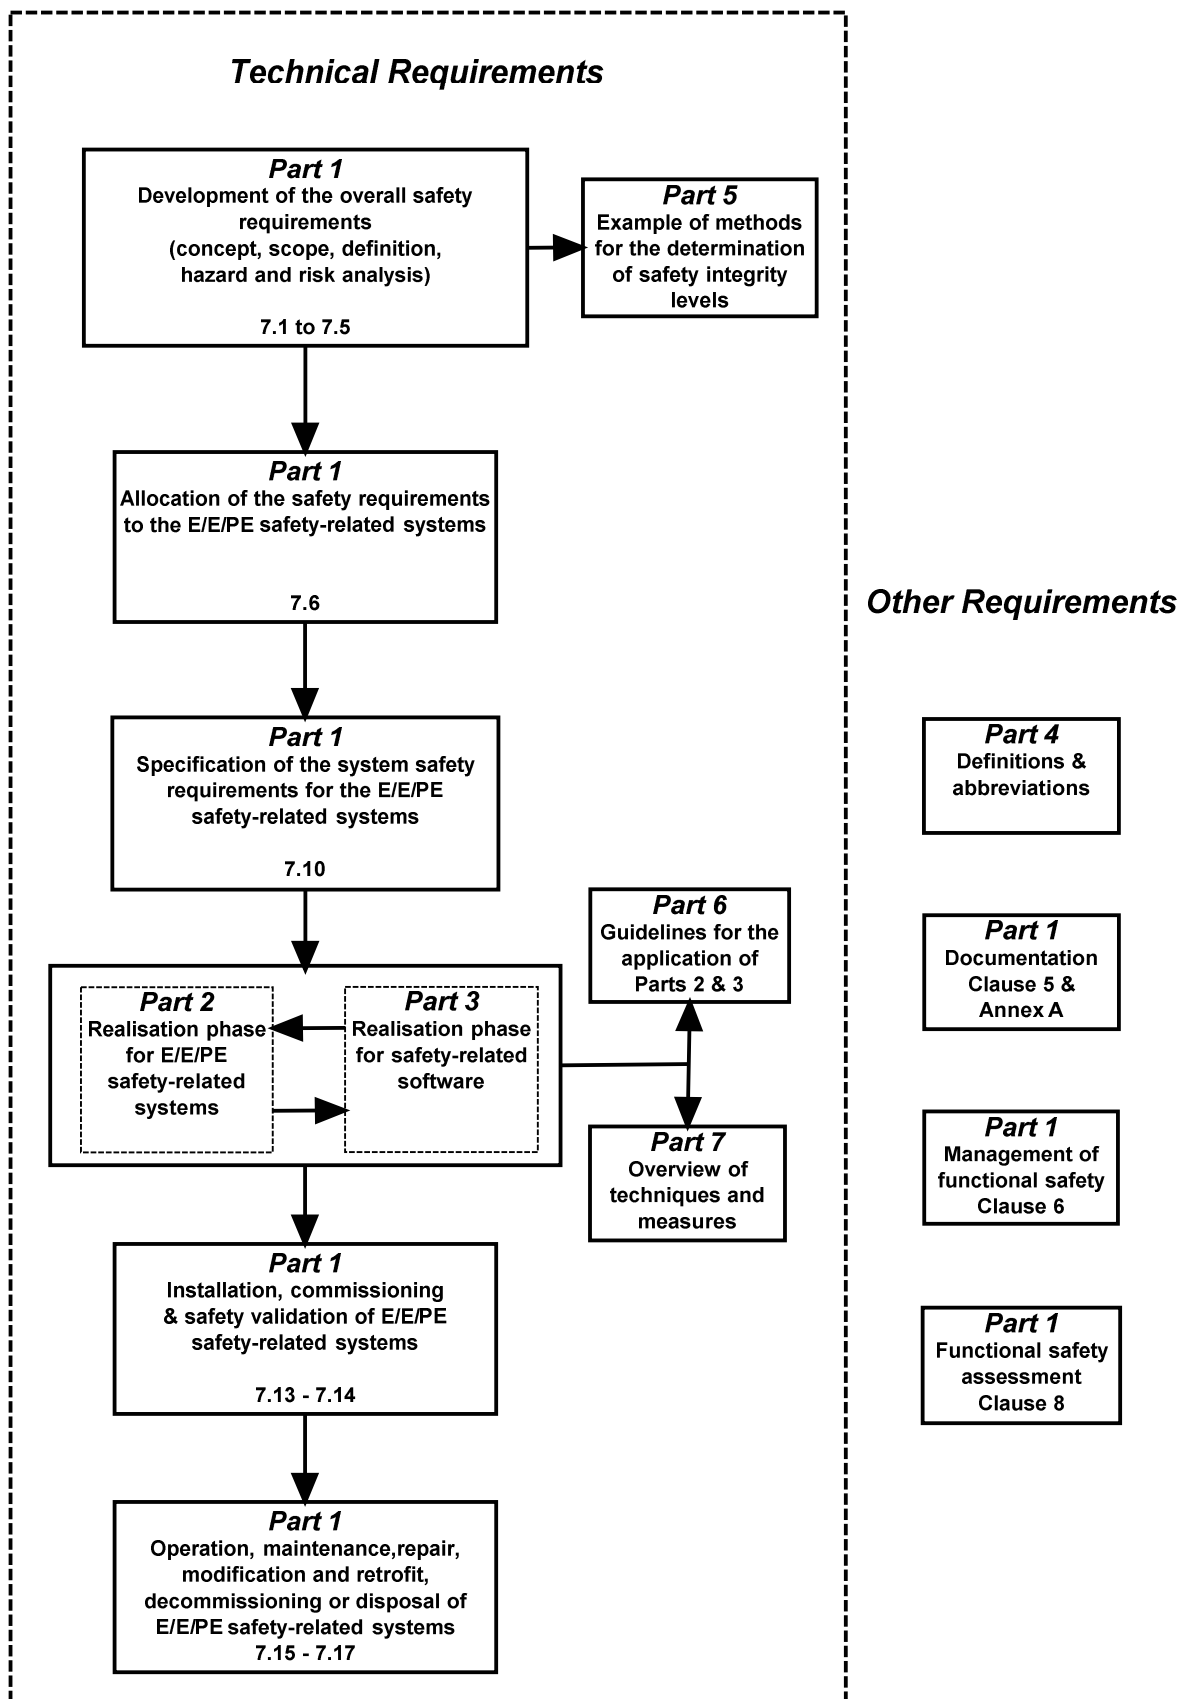 Technical Requirements
Part 1
Development of the overall safety
requirements
(concept, scope, definition,
hazard and risk analysis)
7.1 to 7.5
Part 5
Example of methods
for the determination
of safety integrity
levels
Part 1
Allocation of the safety requirements
to the E/E/PE safety-related systems
7.6
Part 1
Specification of the system safety
requirements for the E/E/PE
safety-related systems
7.10
Part 2
Realisation phase
for E/E/PE
safety-related
systems
Part 3
Realisation phase
for safety-related
software
Part 6
Guidelines for the
application of
Parts 2 & 3
Part 7
Overview of
techniques and
measures
Part 1
Installation, commissioning
& safety validation of E/E/PE
safety-related systems
7.13 - 7.14
Part 1
Operation, maintenance,repair,
modification and retrofit,
decommissioning or disposal of
E/E/PE safety-related systems
7.15 - 7.17
Other Requirements
Part 4
Definitions &
abbreviations
Part 1
Documentation
Clause 5 &
Annex A
Part 1
Management of
functional safety
Clause 6
Part 1
Functional safety
assessment
Clause 8